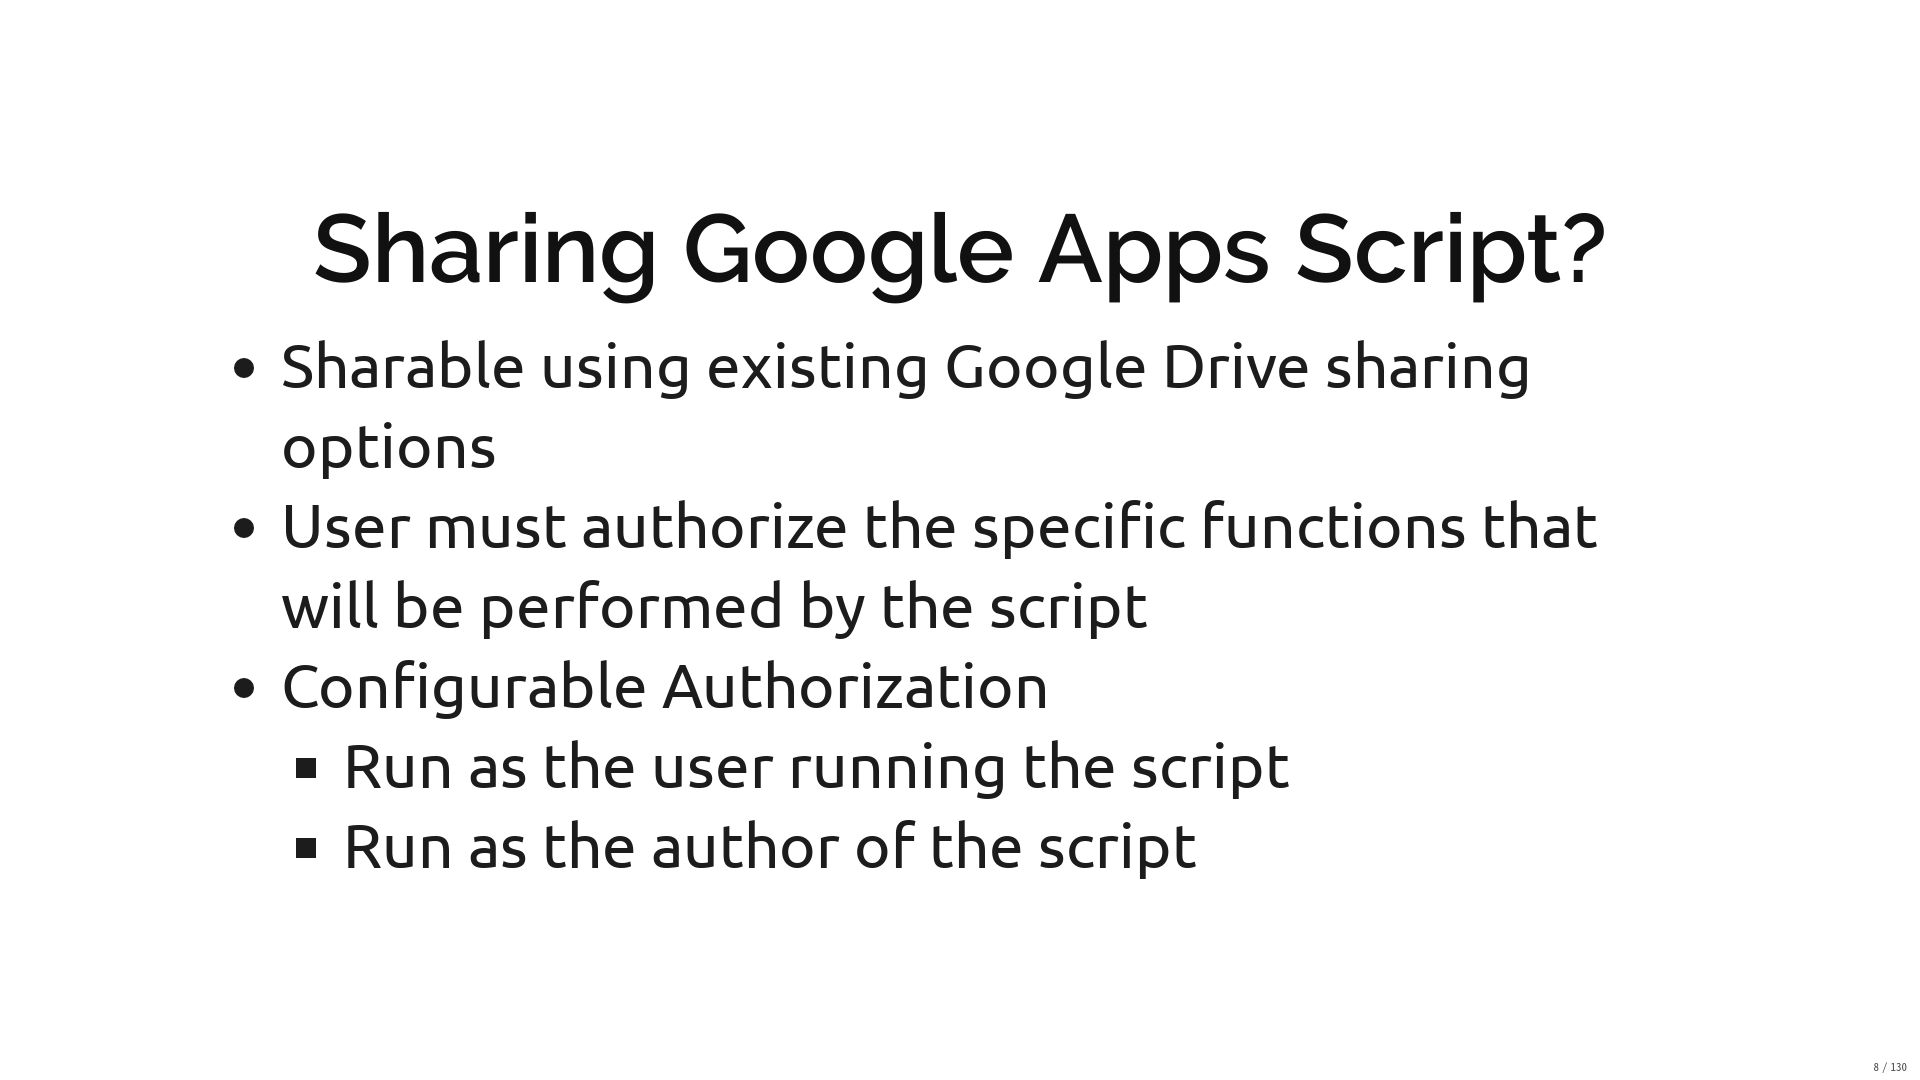 Sharing Google Apps Script?
• Sharable using existing Google Drive sharing
options
• User must authorize the specific functions that
will be performed by the script
• Configurable Authorization
▪ Run as the user running the script
▪ Run as the author of the script
8 / 130